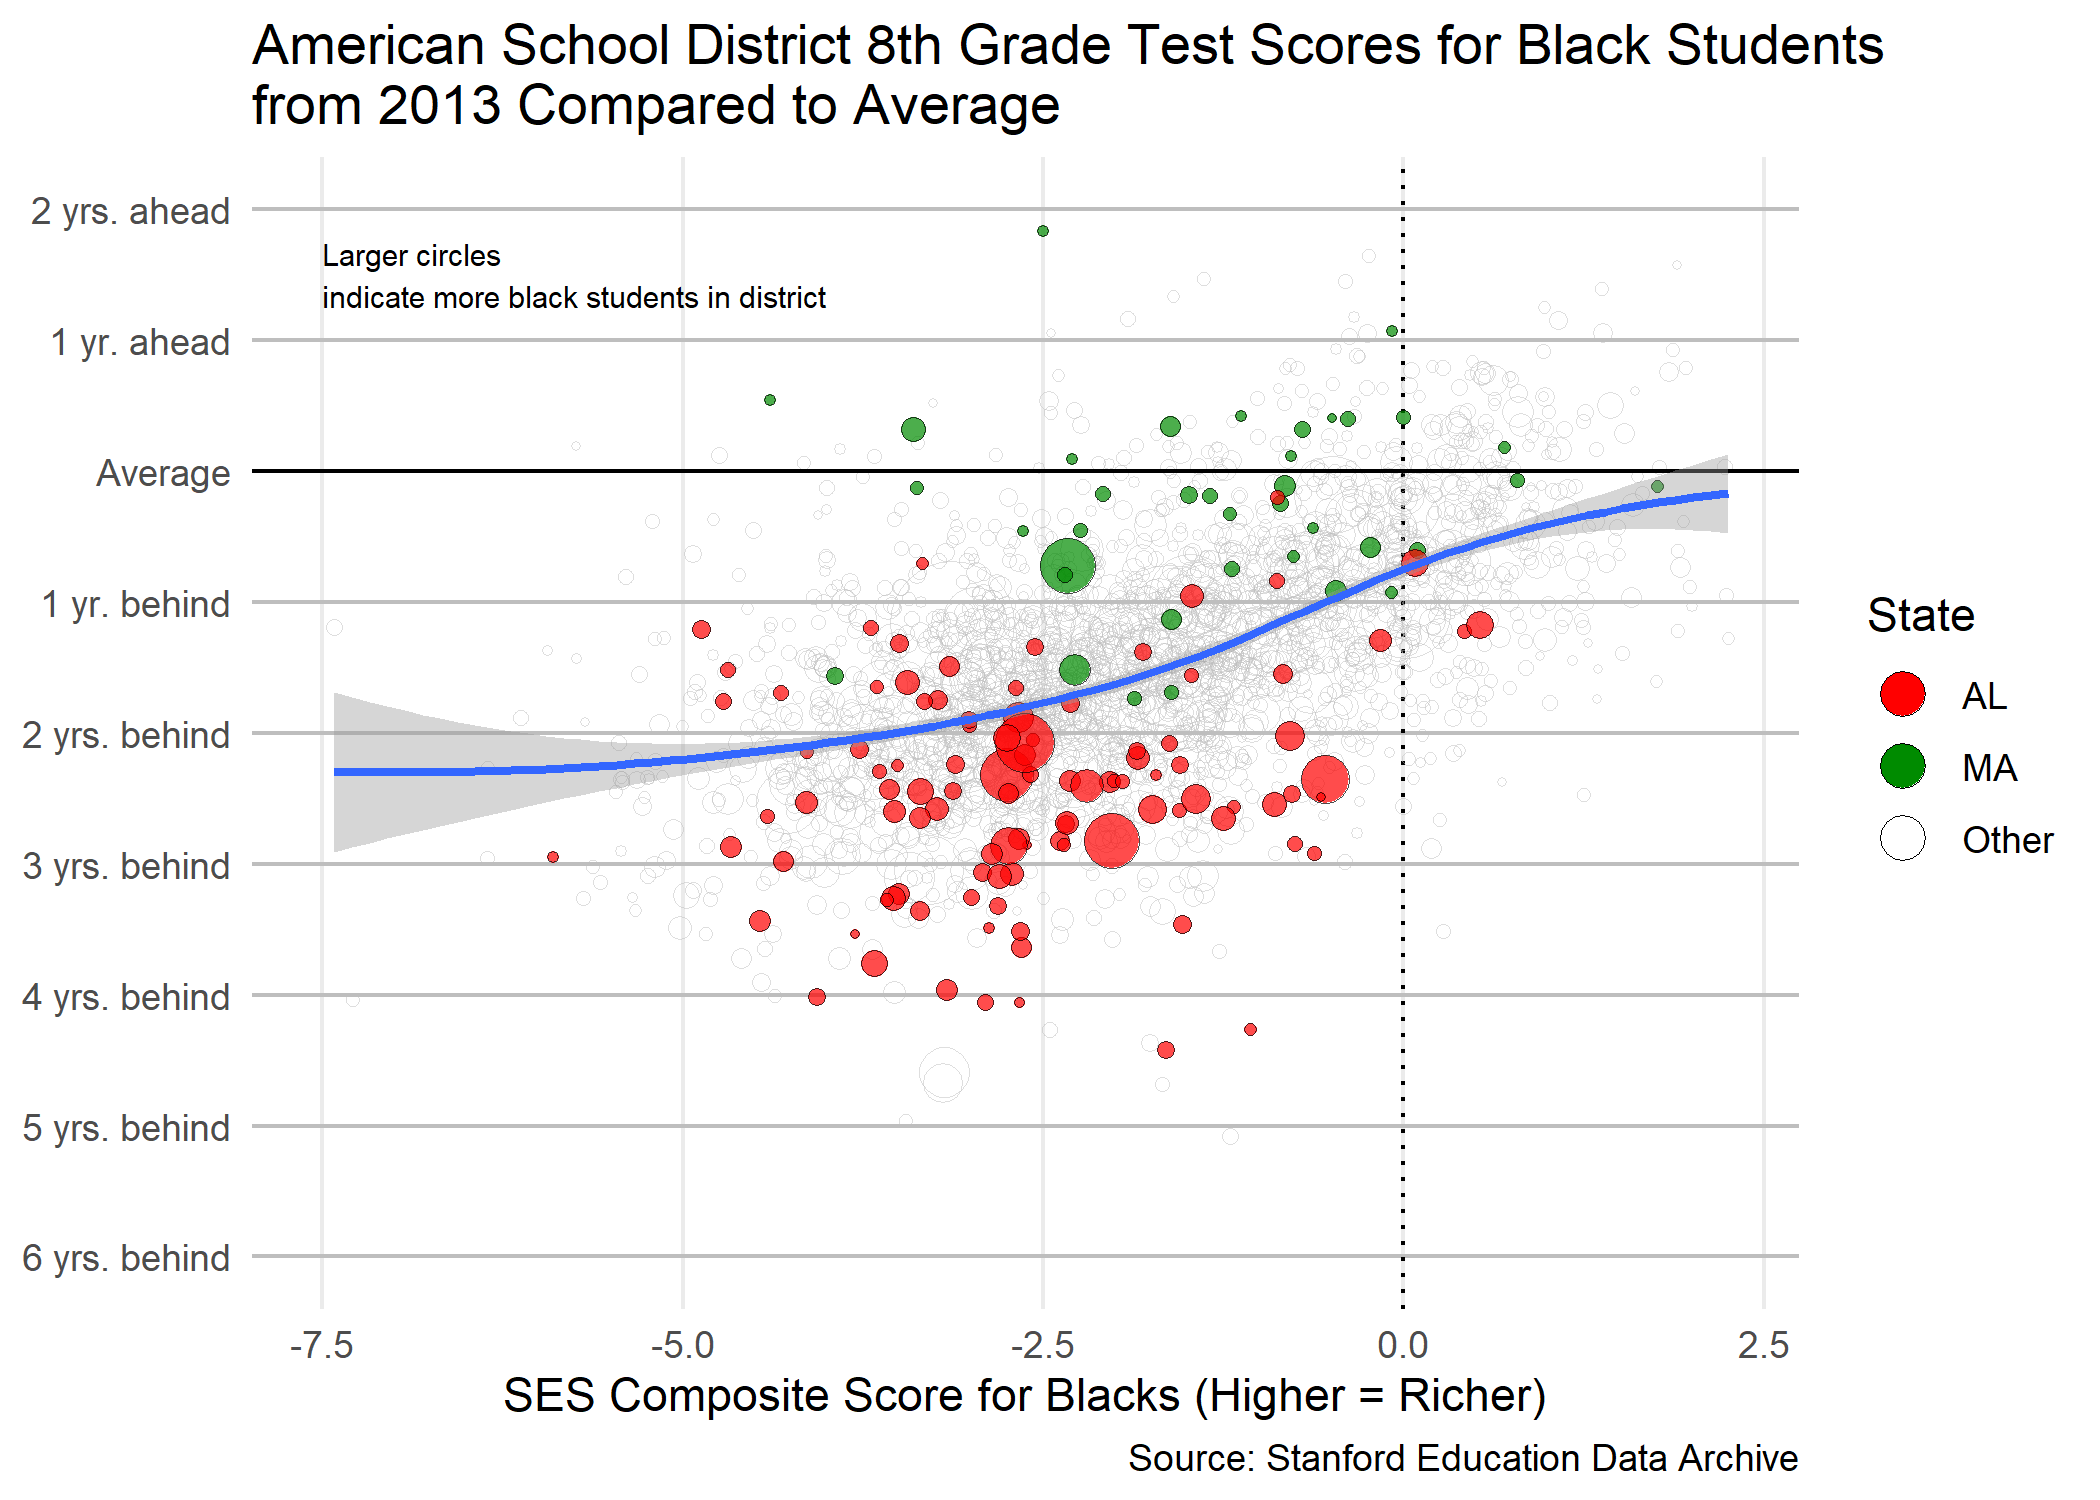 American School District 8th Grade Test Scores for Black Students
from 2013 Compared to Average
2 yrs. ahead
Larger circles
indicate more black students in district
1 yr. ahead
Average
1 yr. behind
2 yrs. behind
3 yrs. behind
4 yrs. behind
5 yrs. behind
6 yrs. behind
State
AL
MA
Other
-7.5 -5.0 -2.5 0.0 2.5
SES Composite Score for Blacks (Higher = Richer)
Source: Stanford Education Data Archive